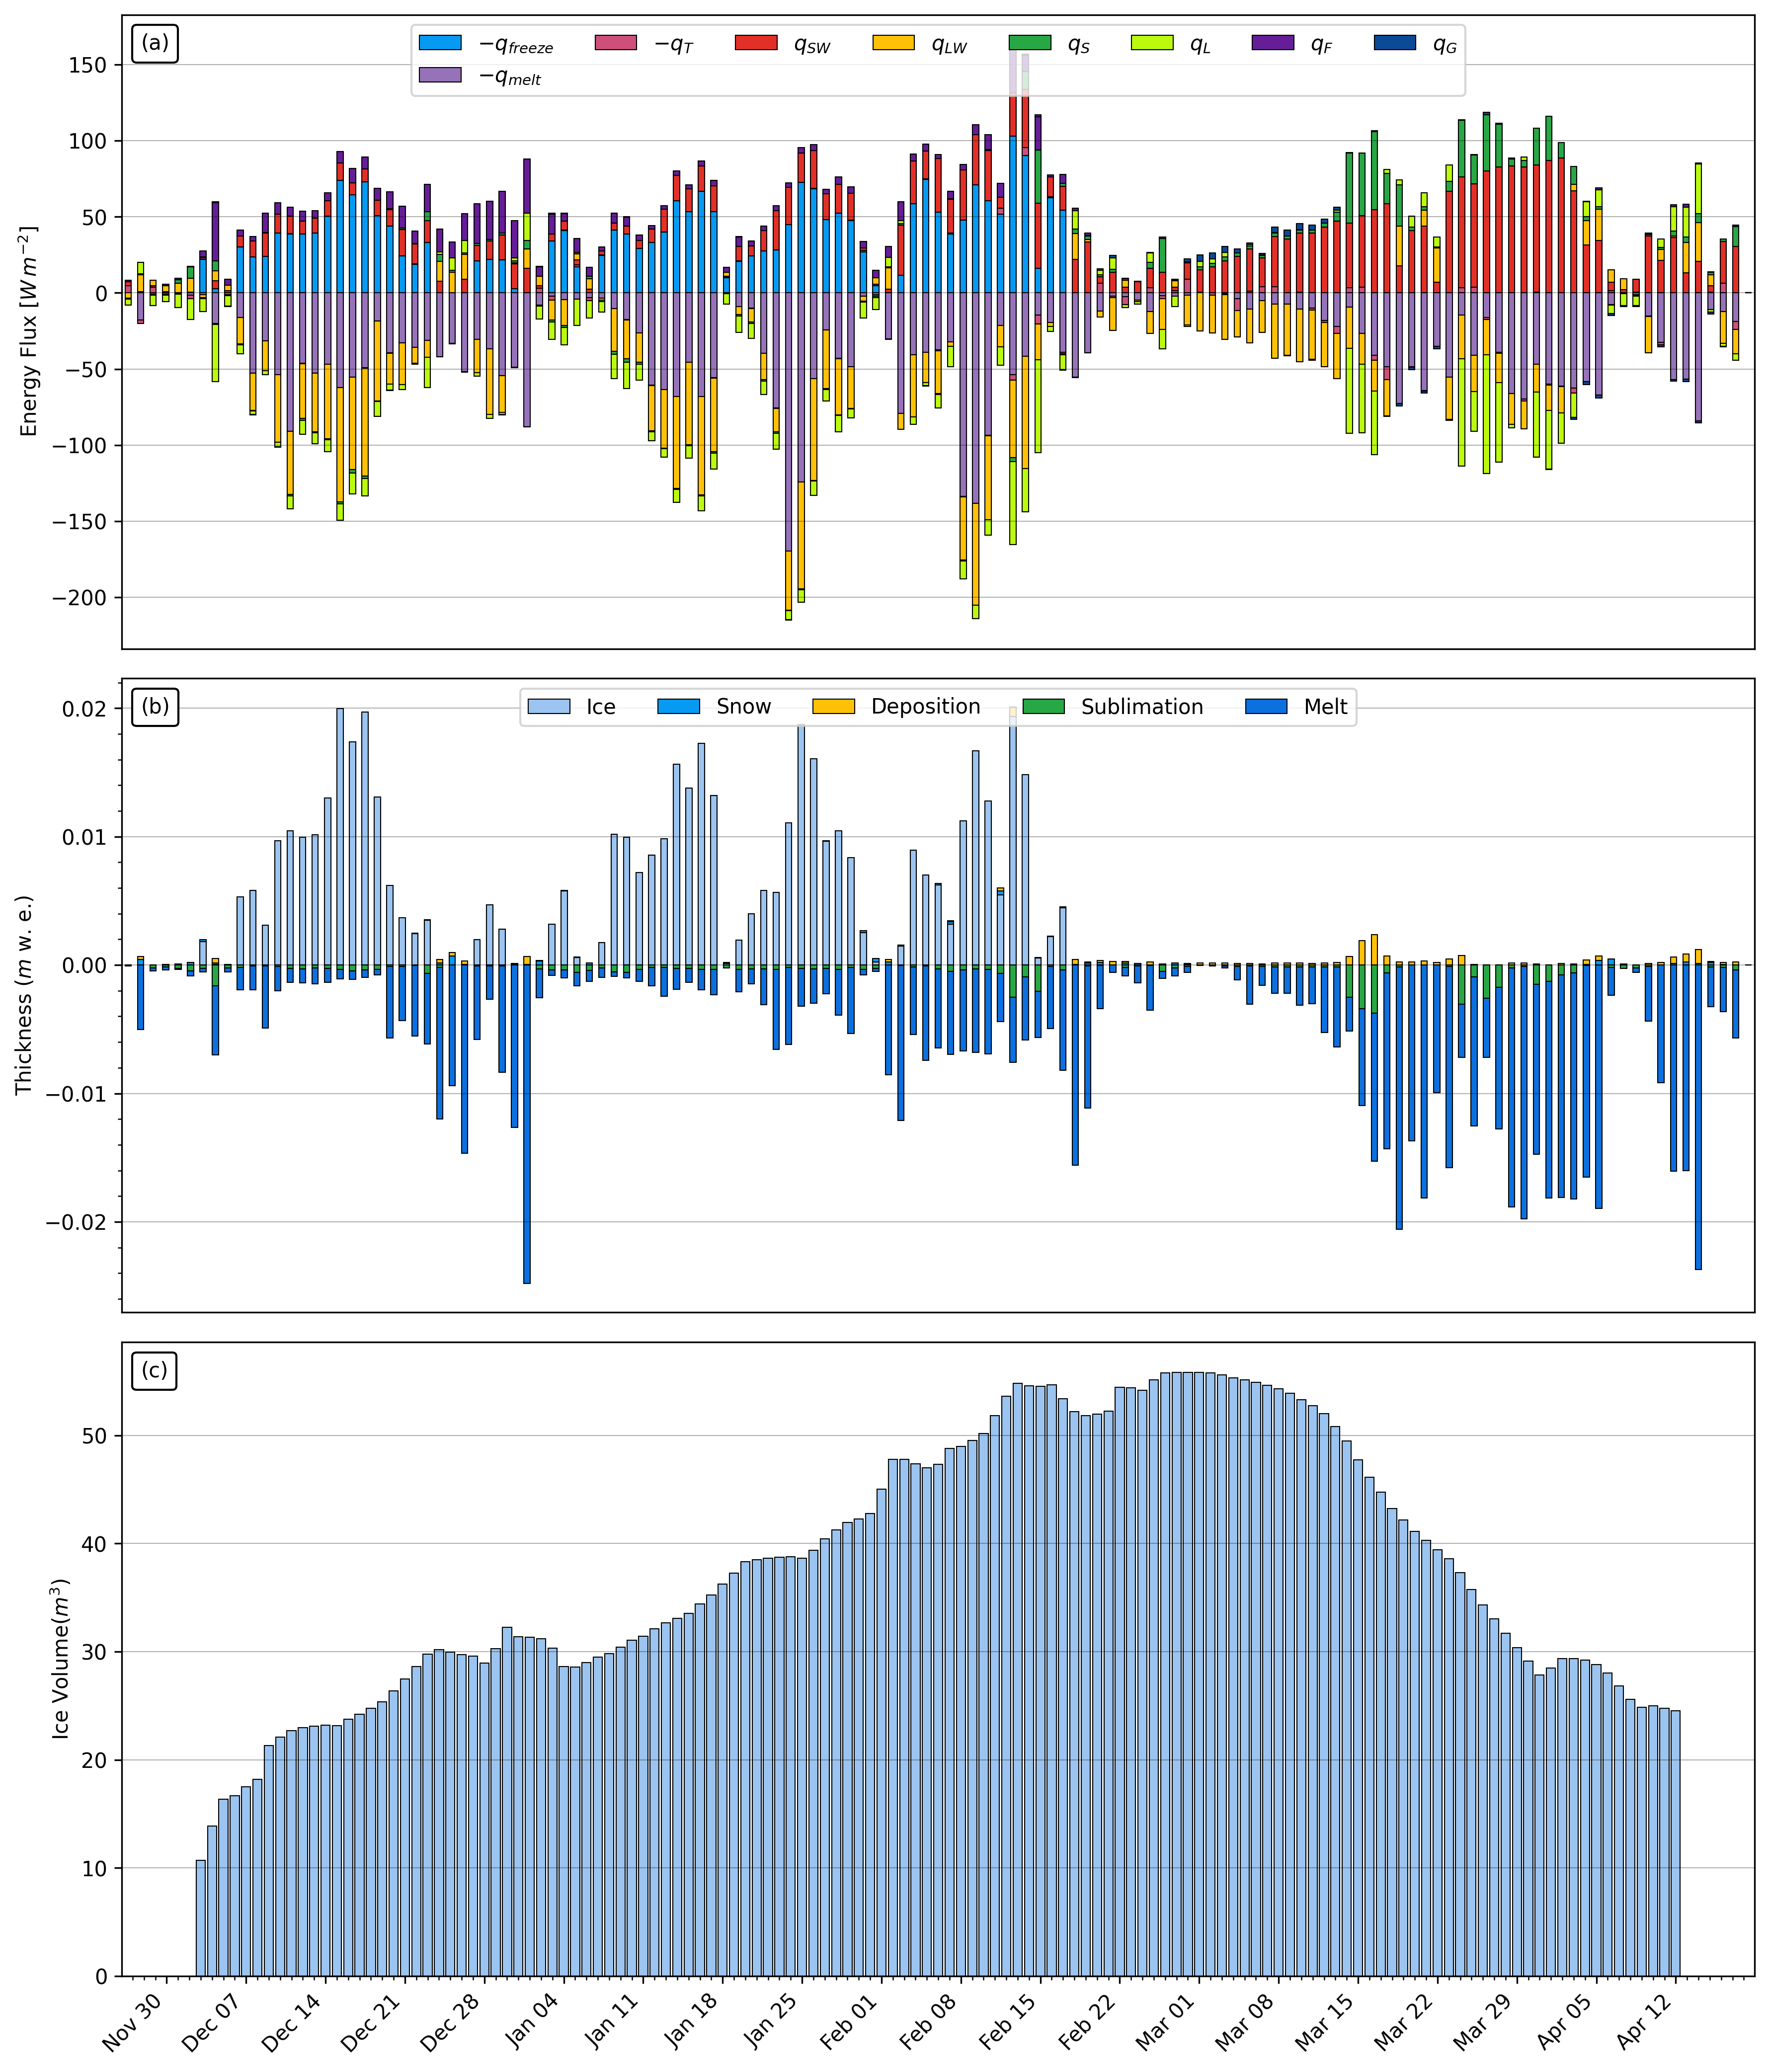 (a)
−q_freeze −q_T q_SW q_LW q_S q_L q_F q_G
−q_melt
Energy Flux [W m⁻²]
150
100
50
0
−50
−100
−150
−200
(b)
Ice Snow Deposition Sublimation Melt
Thickness (m w. e.)
0.02
0.01
0.00
−0.01
−0.02
(c)
Ice Volume(m³)
50
40
30
20
10
0
Nov 30 Dec 07 Dec 14 Dec 21 Dec 28 Jan 04 Jan 11 Jan 18 Jan 25 Feb 01 Feb 08 Feb 15 Feb 22 Mar 01 Mar 08 Mar 15 Mar 22 Mar 29 Apr 05 Apr 12